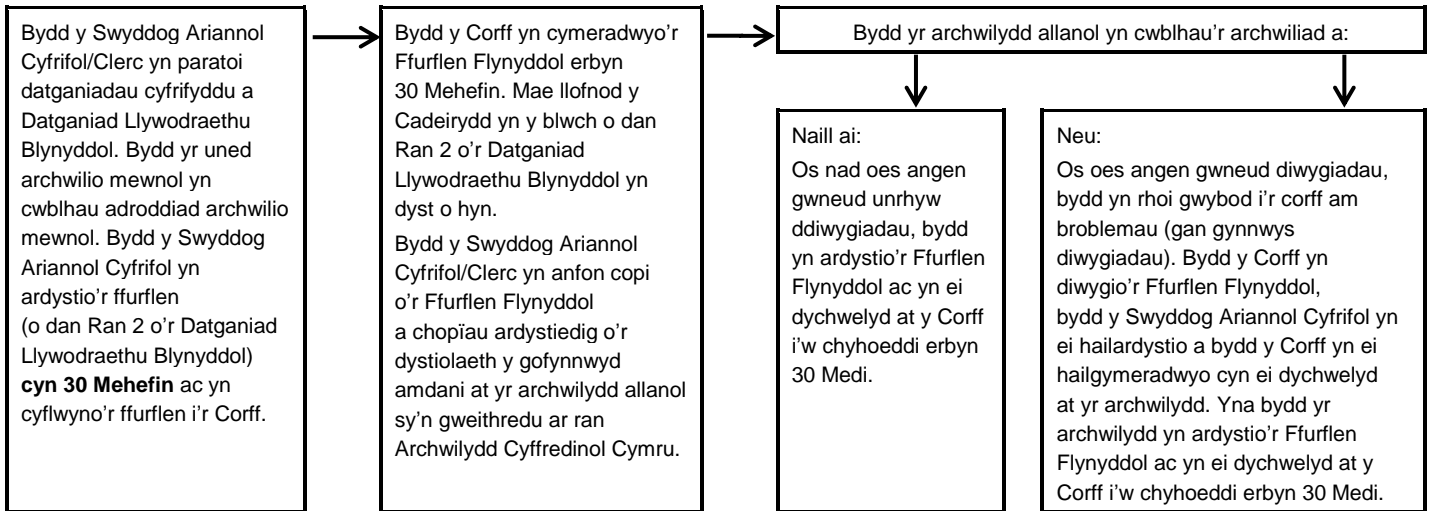 Bydd y Swyddog Ariannol
Cyfrifol/Clerc yn paratoi
datganiadau cyfrifyddu a
Datganiad Llywodraethu
Blynyddol. Bydd yr uned
archwilio mewnol yn
cwblhau adroddiad archwilio
mewnol. Bydd y Swyddog
Ariannol Cyfrifol yn
ardystio'r ffurflen
(o dan Ran 2 o'r Datganiad
Llywodraethu Blynyddol)
cyn 30 Mehefin ac yn
cyflwyno'r ffurflen i'r Corff.
Bydd y Corff yn cymeradwyo'r
Ffurflen Flynyddol erbyn
30 Mehefin. Mae llofnod y
Cadeirydd yn y blwch o dan
Ran 2 o'r Datganiad
Llywodraethu Blynyddol yn
dyst o hyn.
Bydd y Swyddog Ariannol
Cyfrifol/Clerc yn anfon copi
o'r Ffurflen Flynyddol
a chopïau ardystiedig o'r
dystiolaeth y gofynnwyd
amdani at yr archwilydd allanol
sy'n gweithredu ar ran
Archwilydd Cyffredinol Cymru.
Bydd yr archwilydd allanol yn cwblhau'r archwiliad a:
Naill ai:
Os nad oes angen
gwneud unrhyw
ddiwygiadau, bydd
yn ardystio'r Ffurflen
Flynyddol ac yn ei
dychwelyd at y Corff
i'w chyhoeddi erbyn
30 Medi.
Neu:
Os oes angen gwneud diwygiadau,
bydd yn rhoi gwybod i'r corff am
broblemau (gan gynnwys
diwygiadau). Bydd y Corff yn
diwygio'r Ffurflen Flynyddol,
bydd y Swyddog Ariannol Cyfrifol yn
ei hailardystio a bydd y Corff yn ei
hailgymeradwyo cyn ei dychwelyd
at yr archwilydd. Yna bydd yr
archwilydd yn ardystio'r Ffurflen
Flynyddol ac yn ei dychwelyd at y
Corff i'w chyhoeddi erbyn 30 Medi.